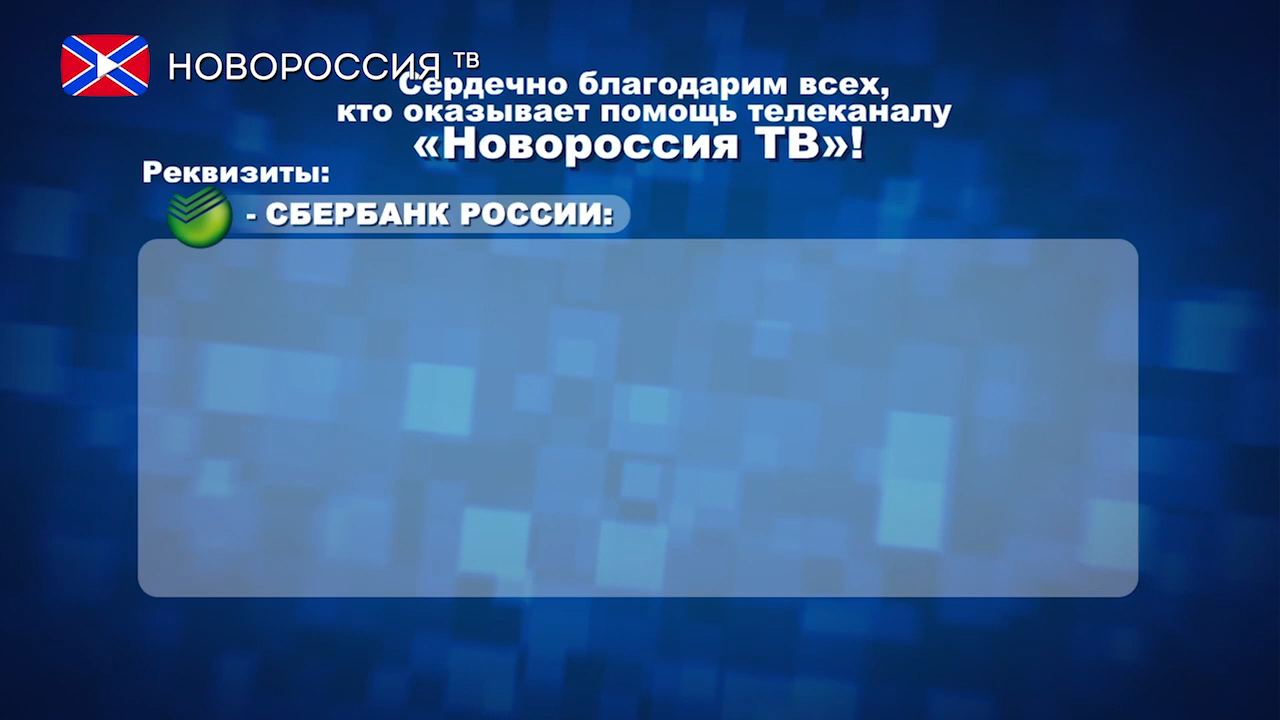 НОВОРОССИЯ ТВ
Сердечно благодарим всех,
кто оказывает помощь телеканалу
«Новороссия ТВ»!
Реквизиты:
- СБЕРБАНК РОССИИ: